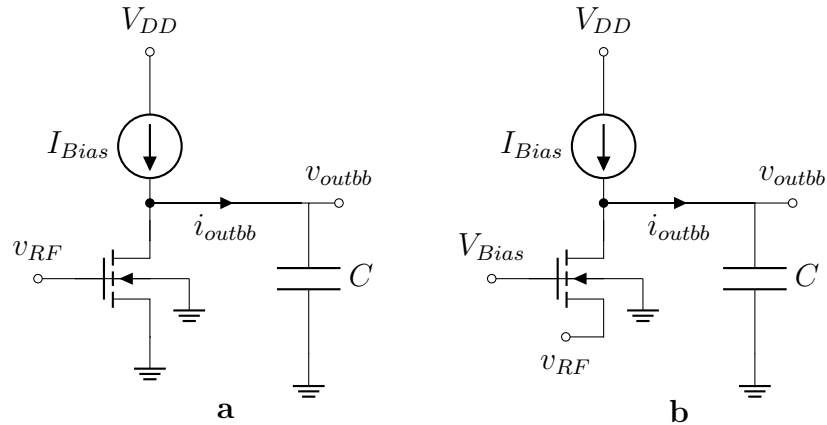 V_DD
I_Bias
v_outbb
i_outbb
v_RF
C
a
V_DD
I_Bias
v_outbb
i_outbb
V_Bias
C
v_RF
b